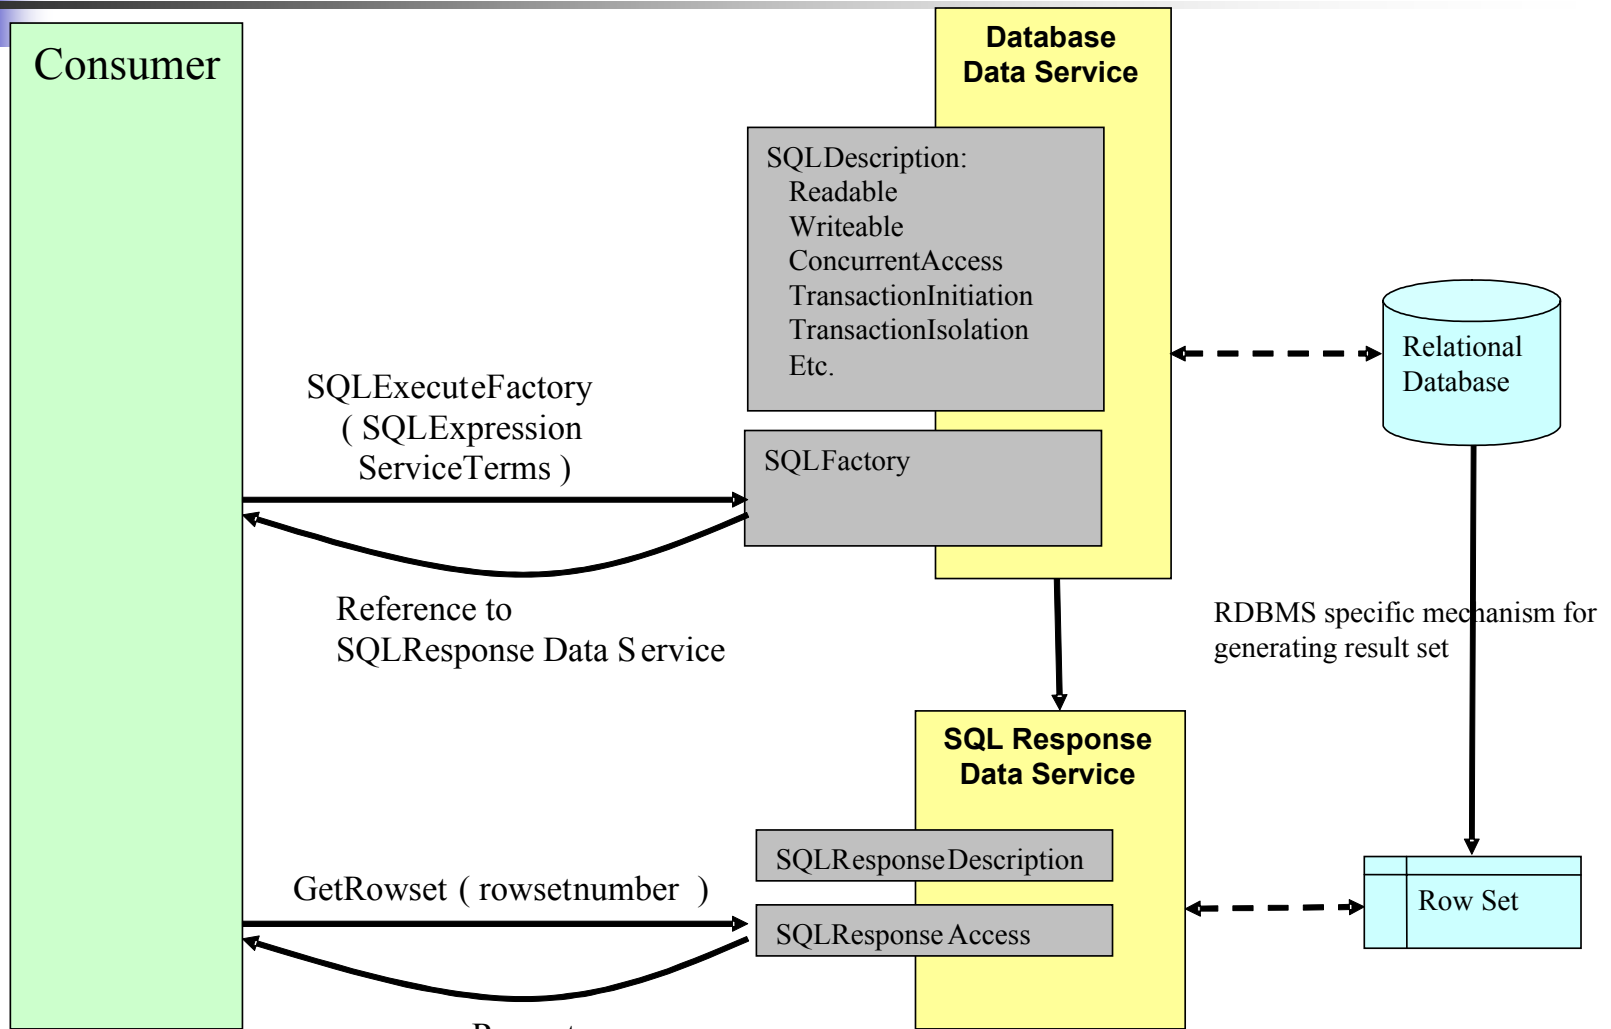 Consumer
Database
Data Service
SQLDescription:
Readable
Writeable
ConcurrentAccess
TransactionInitiation
TransactionIsolation
Etc.
Relational
Database
SQLExecuteFactory
( SQLExpression
ServiceTerms )
SQLFactory
Reference to
SQLResponse Data Service
RDBMS specific mechanism for
generating result set
SQL Response
Data Service
SQLResponseDescription
GetRowset ( rowsetnumber )
SQLResponseAccess
Row Set